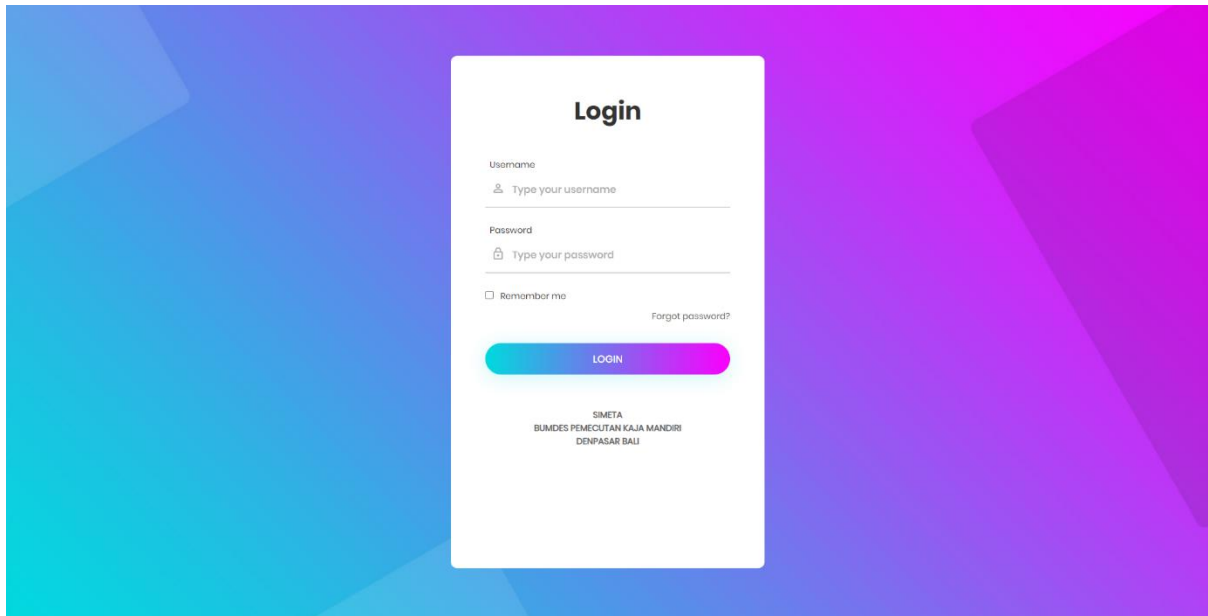 Login
Username
Type your username
Password
Type your password
Remember me
Forgot password?
LOGIN
SIMETA
BUMDES PEMECUTAN KAJA MANDIRI
DENPASAR BALI